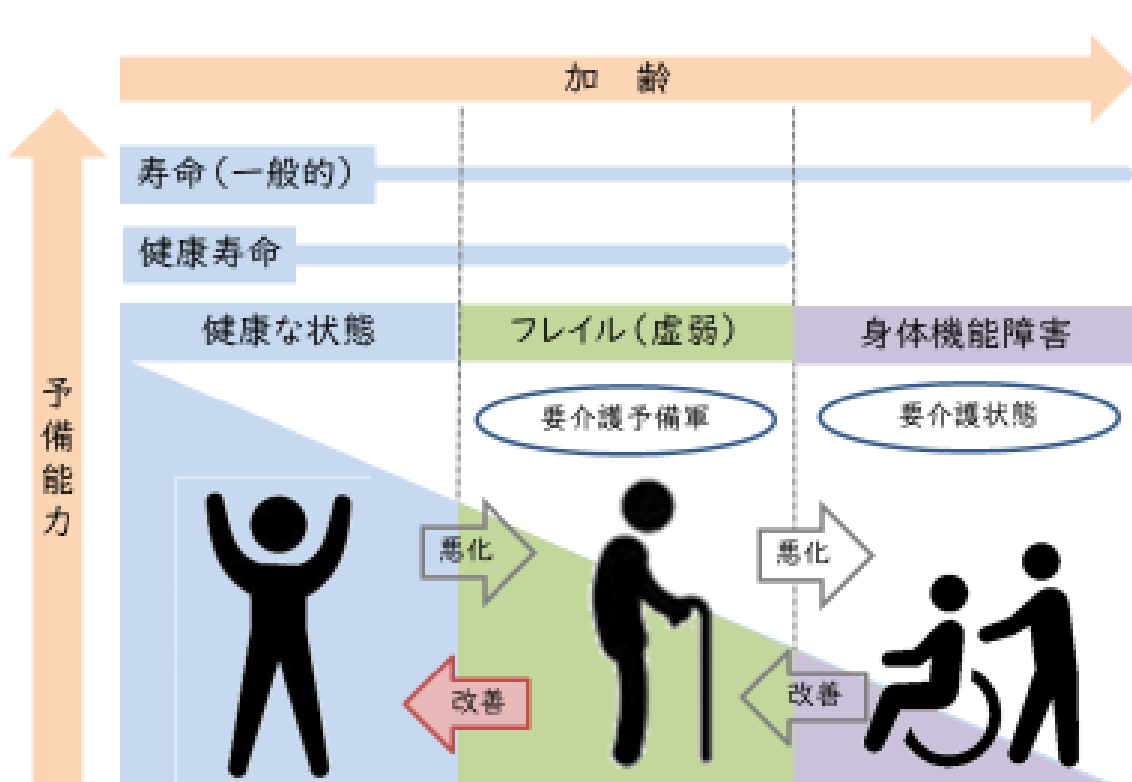 加　齢
寿命（一般的）
健康寿命
健康な状態
フレイル（虚弱）
身体機能障害
予備能力
要介護予備軍
要介護状態
悪化
悪化
改善
改善